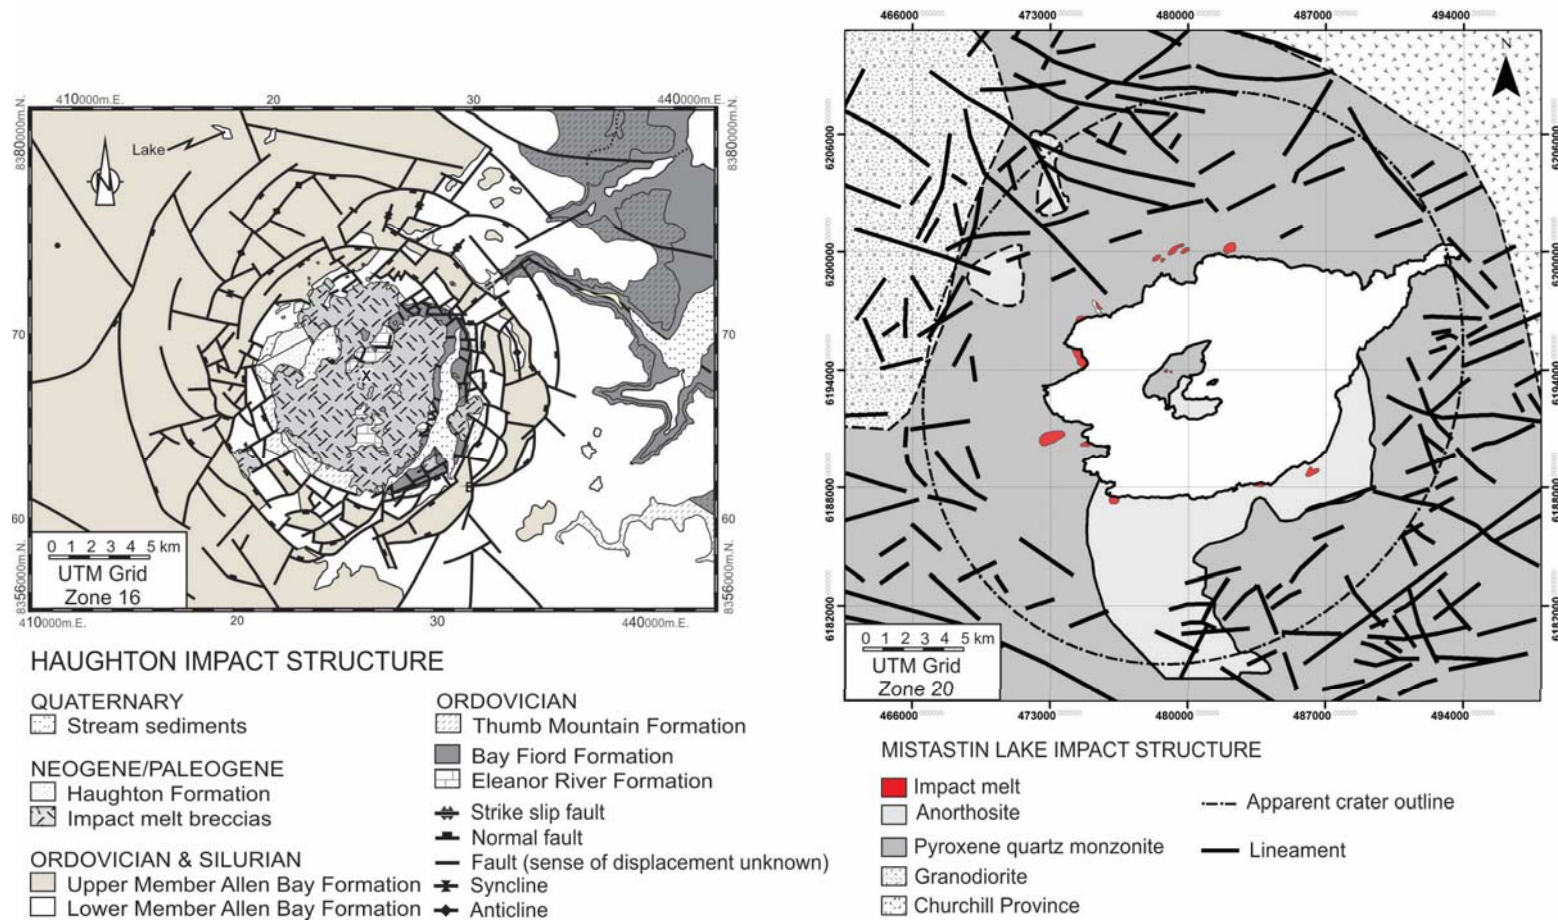 410000m.E.
20
30
440000m.E.
8380000m.N.
8380000m.N.
Lake
70
70
60
60
0 1 2 3 4 5 km
UTM Grid
Zone 16
8356000m.N.
8356000m.N.
410000m.E.
20
30
440000m.E.
x
HAUGHTON IMPACT STRUCTURE
QUATERNARY
Stream sediments
NEOGENE/PALEOGENE
Haughton Formation
Impact melt breccias
ORDOVICIAN & SILURIAN
Upper Member Allen Bay Formation
Lower Member Allen Bay Formation
ORDOVICIAN
Thumb Mountain Formation
Bay Fiord Formation
Eleanor River Formation
Strike slip fault
Normal fault
Fault (sense of displacement unknown)
Syncline
Anticline
466000
473000
480000
487000
494000
N
6206000
6206000
6200000
6200000
6194000
6194000
6188000
6188000
6182000
6182000
0 1 2 3 4 5 km
UTM Grid
Zone 20
466000
473000
480000
487000
494000
MISTASTIN LAKE IMPACT STRUCTURE
Impact melt
Anorthosite
Pyroxene quartz monzonite
Granodiorite
Churchill Province
Apparent crater outline
Lineament